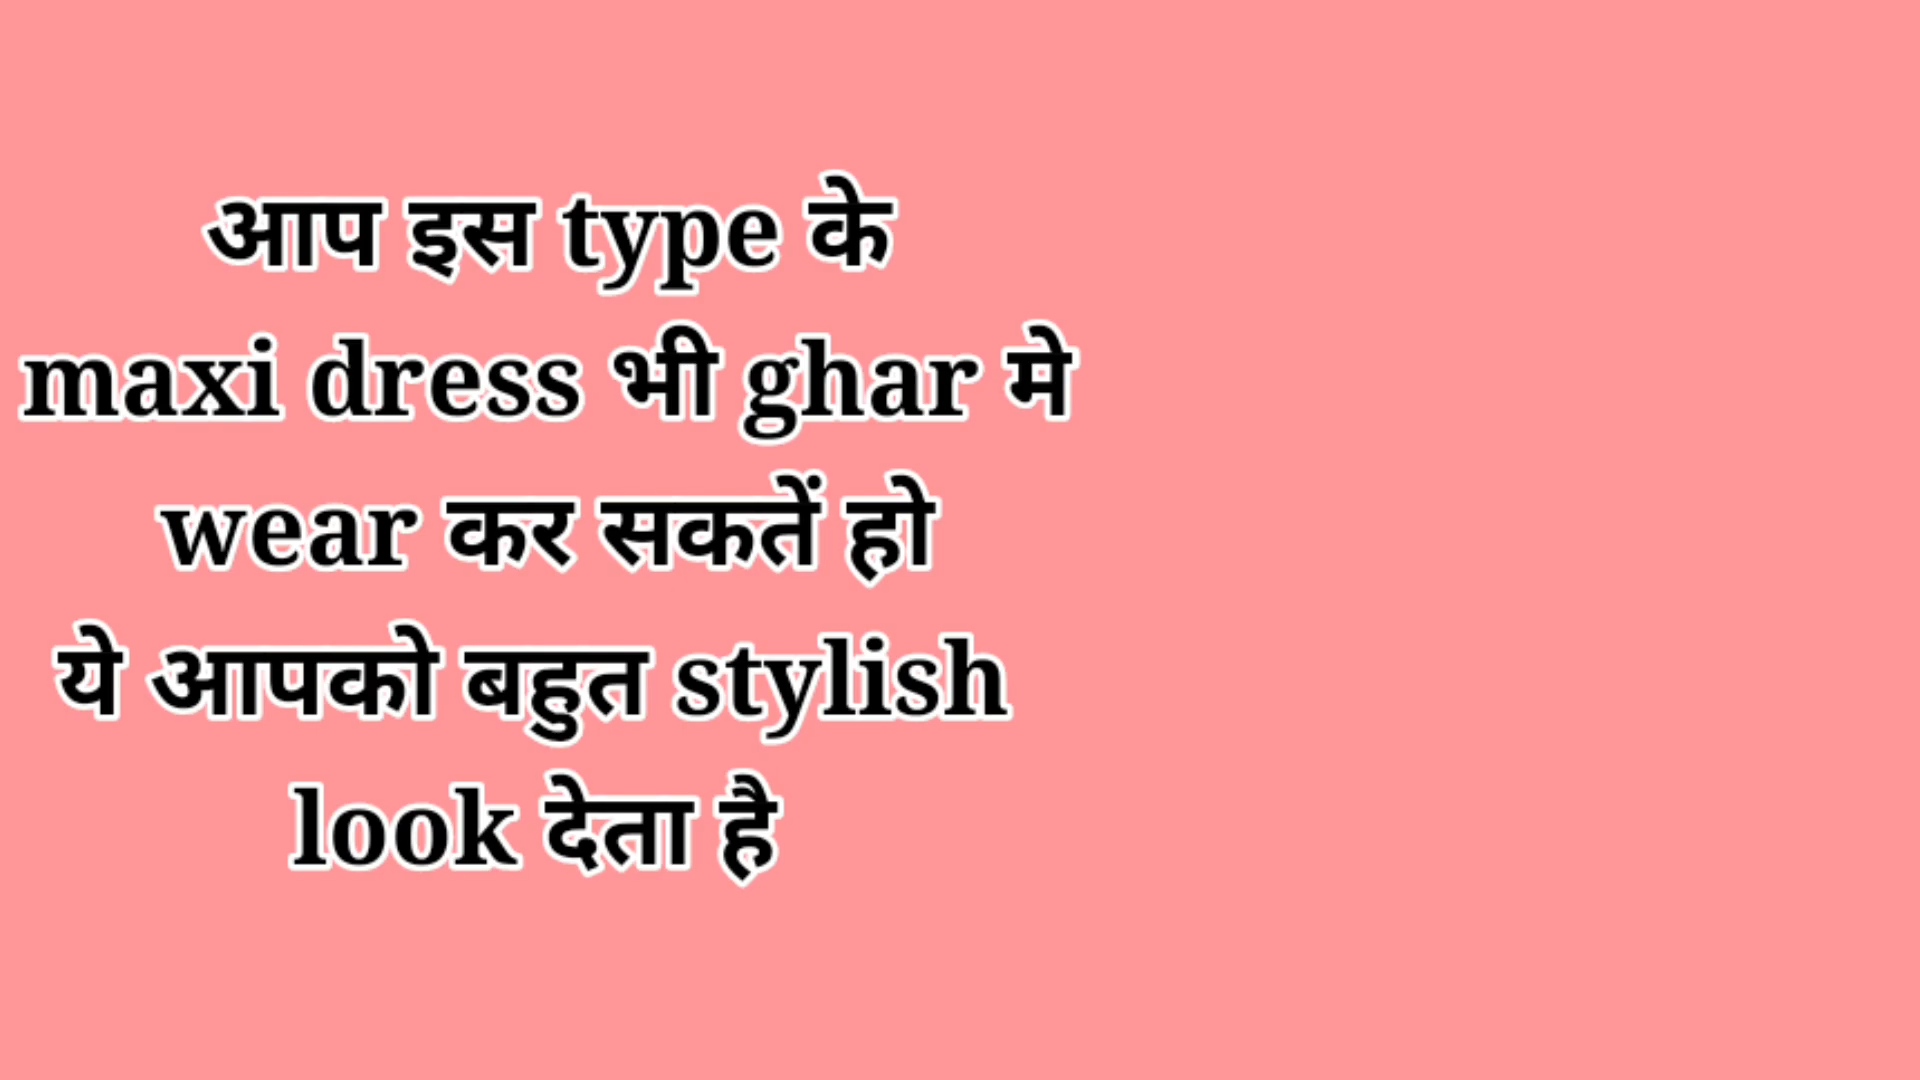 आप इस type के
maxi dress भी ghar मे
wear कर सकतें हो
ये आपको बहुत stylish
look देता है